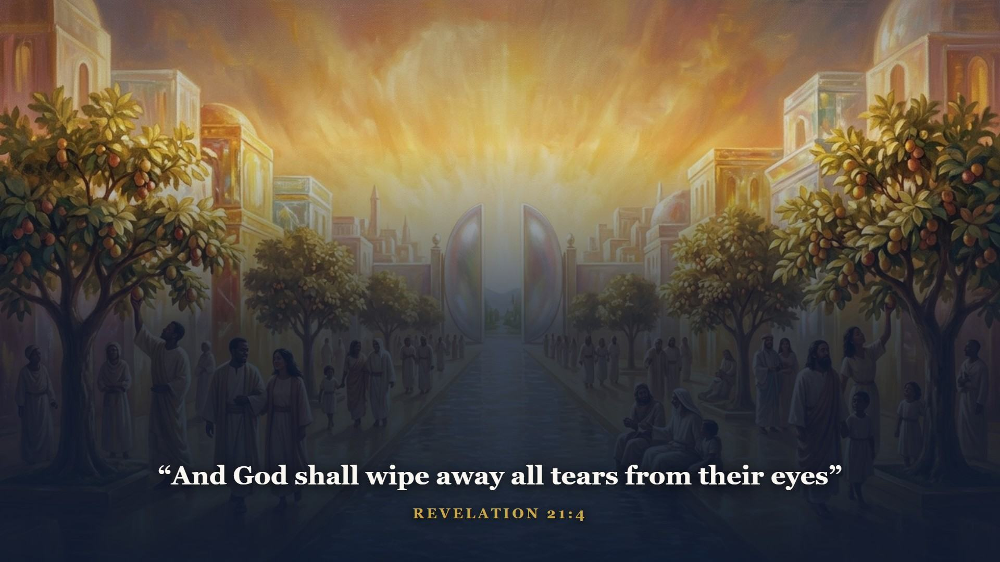 “And God shall wipe away all tears from their eyes”
REVELATION 21:4